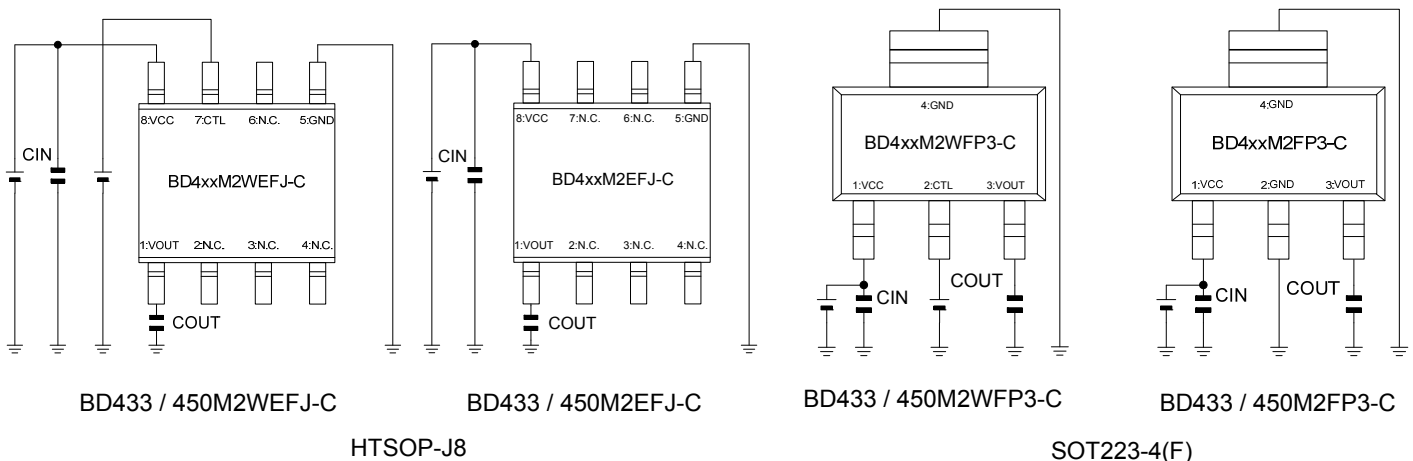 8:VCC 7:CTL 6:N.C. 5:GND
CIN
BD4xxM2WEFJ-C
1:VOUT 2:N.C. 3:N.C. 4:N.C.
COUT
BD433 / 450M2WEFJ-C
8:VCC 7:N.C. 6:N.C. 5:GND
CIN
BD4xxM2EFJ-C
1:VOUT 2:N.C. 3:N.C. 4:N.C.
COUT
BD433 / 450M2EFJ-C
HTSOP-J8
4:GND
BD4xxM2WFP3-C
1:VCC 2:CTL 3:VOUT
CIN
COUT
BD433 / 450M2WFP3-C
4:GND
BD4xxM2FP3-C
1:VCC 2:GND 3:VOUT
CIN
COUT
BD433 / 450M2FP3-C
SOT223-4(F)